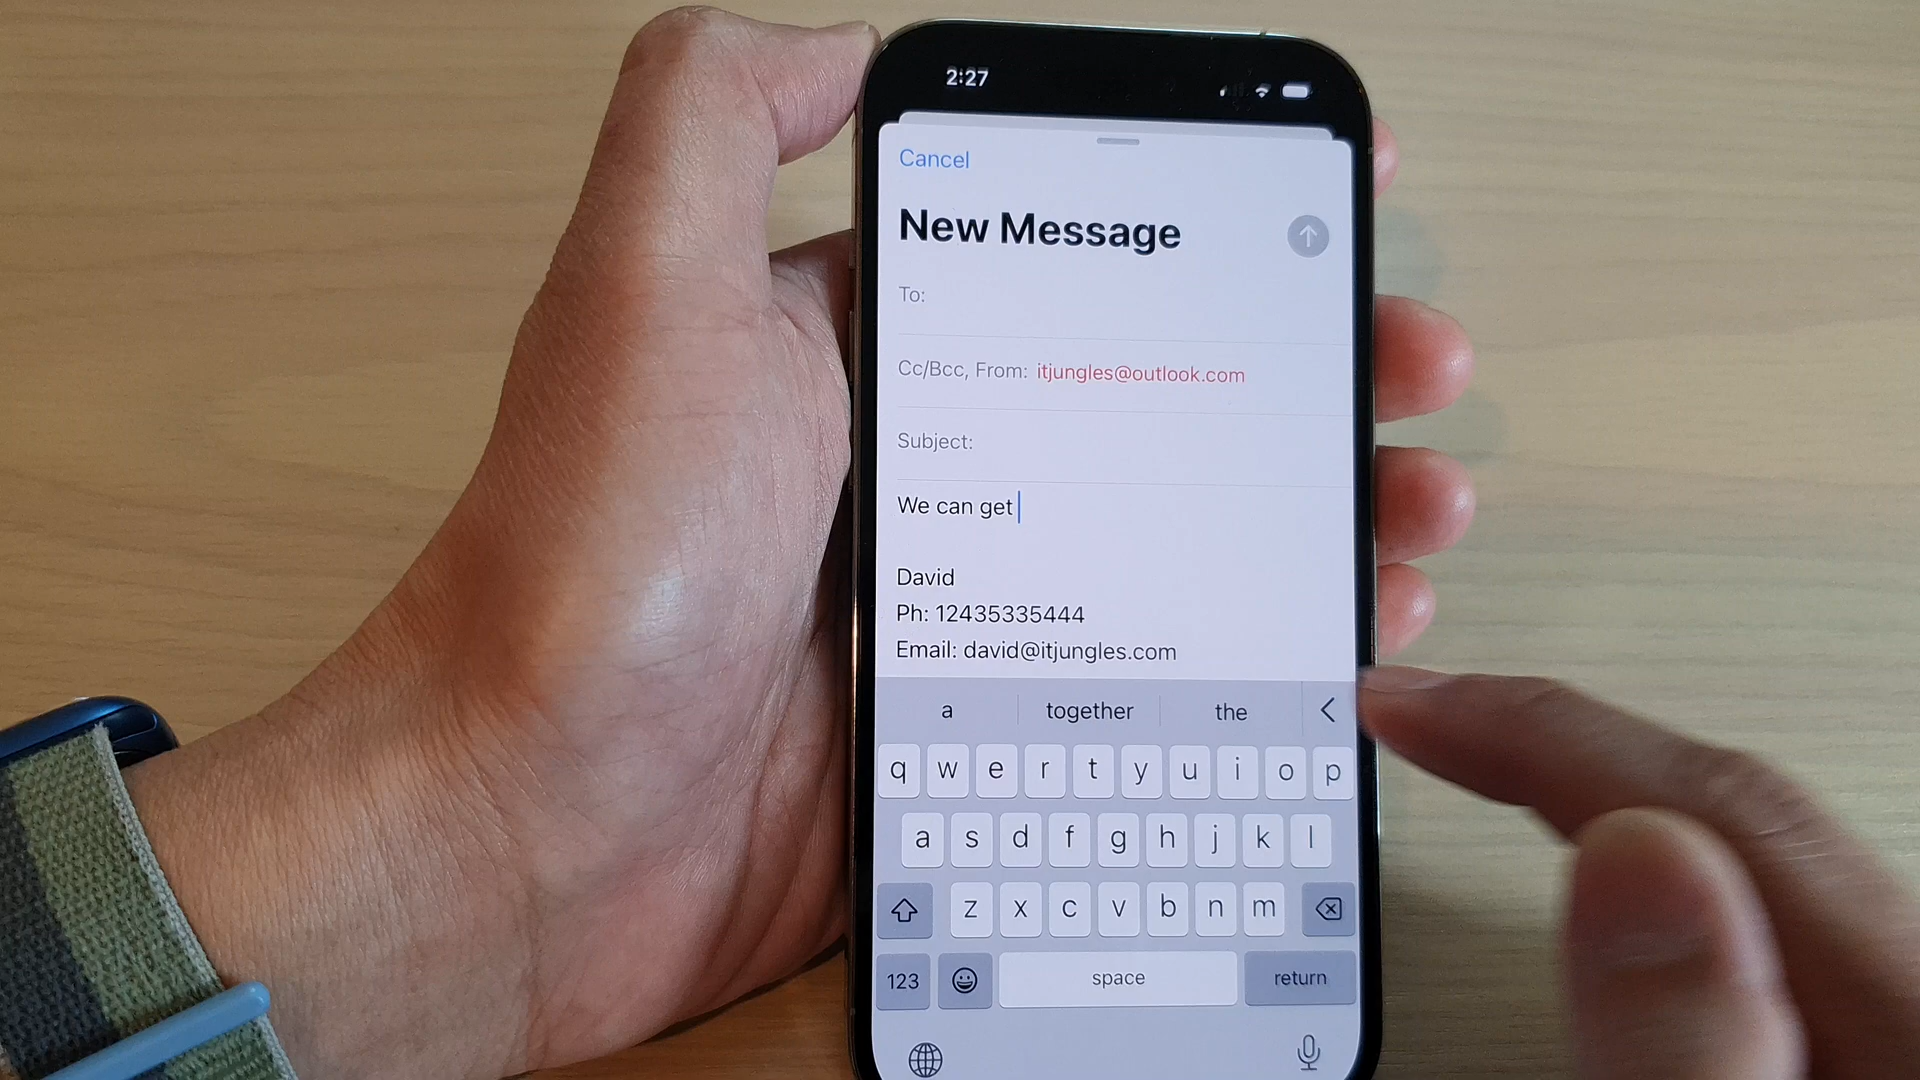 2:27
Cancel
New Message
To:
Cc/Bcc, From: itjungles@outlook.com
Subject:
We can get
David
Ph: 12435335444
Email: david@itjungles.com
a together the
q w e r t y u i o p
a s d f g h j k l
z x c v b n m
123 space return